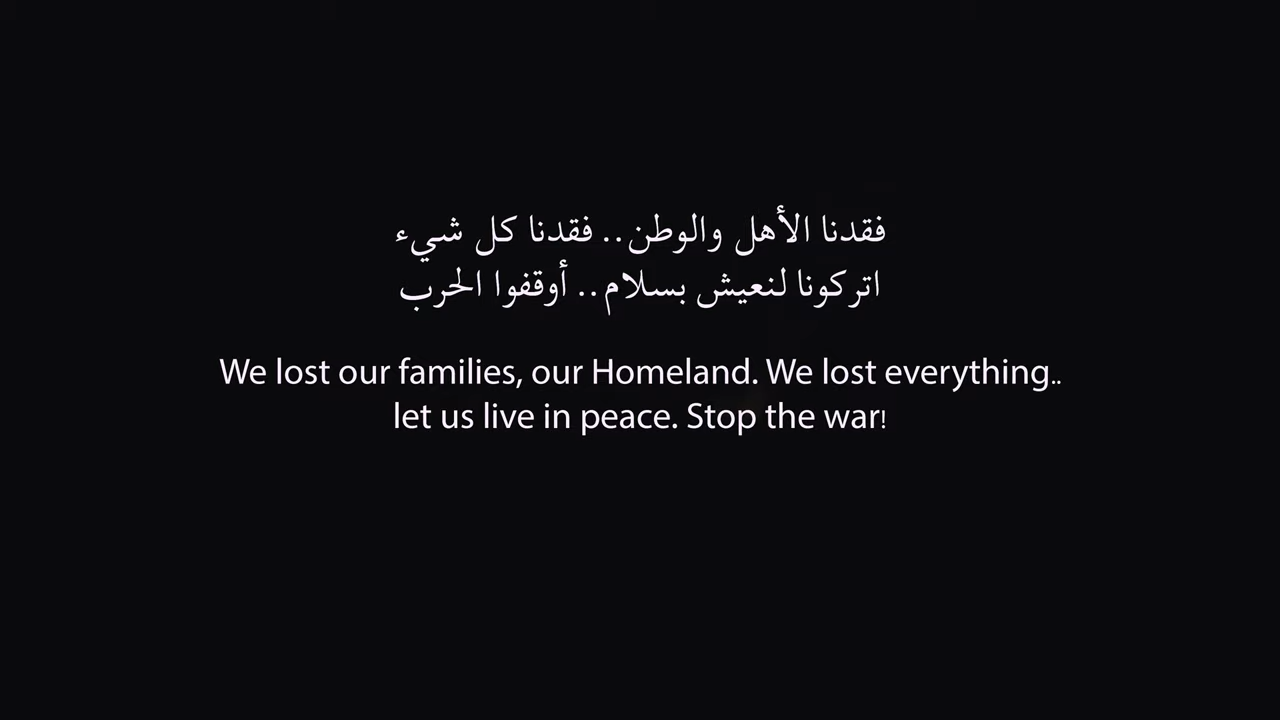 فقدنا الأهل والوطن.. فقدنا كل شيء
اتركونا لنعيش بسلام.. أوقفوا الحرب
We lost our families, our Homeland. We lost everything..
let us live in peace. Stop the war!